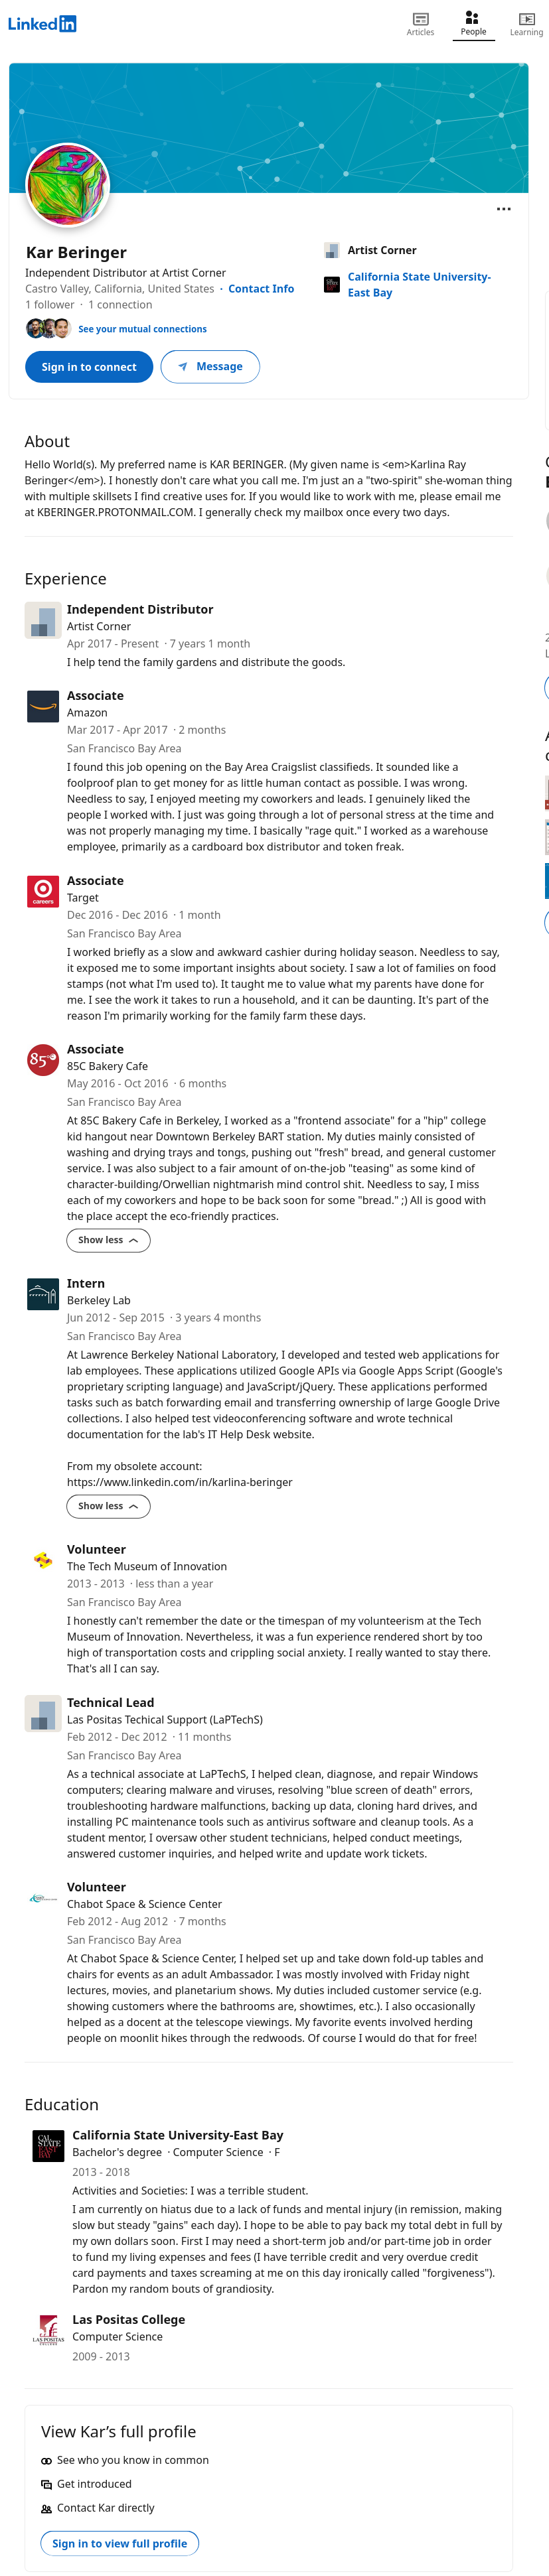 LinkedIn
Articles
People
Learning
Kar Beringer
Independent Distributor at Artist Corner
Castro Valley, California, United States · Contact Info
1 follower · 1 connection
See your mutual connections
Sign in to connect
Message
Artist Corner
California State University-
East Bay
About
Hello World(s). My preferred name is KAR BERINGER. (My given name is <em>Karlina Ray
Beringer</em>). I honestly don't care what you call me. I'm just an a "two-spirit" she-woman thing
with multiple skillsets I find creative uses for. If you would like to work with me, please email me
at KBERINGER.PROTONMAIL.COM. I generally check my mailbox once every two days.
Experience
Independent Distributor
Artist Corner
Apr 2017 - Present · 7 years 1 month
I help tend the family gardens and distribute the goods.
Associate
Amazon
Mar 2017 - Apr 2017 · 2 months
San Francisco Bay Area
I found this job opening on the Bay Area Craigslist classifieds. It sounded like a
foolproof plan to get money for as little human contact as possible. I was wrong.
Needless to say, I enjoyed meeting my coworkers and leads. I genuinely liked the
people I worked with. I just was going through a lot of personal stress at the time and
was not properly managing my time. I basically "rage quit." I worked as a warehouse
employee, primarily as a cardboard box distributor and token freak.
careers
Associate
Target
Dec 2016 - Dec 2016 · 1 month
San Francisco Bay Area
I worked briefly as a slow and awkward cashier during holiday season. Needless to say,
it exposed me to some important insights about society. I saw a lot of families on food
stamps (not what I'm used to). It taught me to value what my parents have done for
me. I see the work it takes to run a household, and it can be daunting. It's part of the
reason I'm primarily working for the family farm these days.
85°C
Associate
85C Bakery Cafe
May 2016 - Oct 2016 · 6 months
San Francisco Bay Area
At 85C Bakery Cafe in Berkeley, I worked as a "frontend associate" for a "hip" college
kid hangout near Downtown Berkeley BART station. My duties mainly consisted of
washing and drying trays and tongs, pushing out "fresh" bread, and general customer
service. I was also subject to a fair amount of on-the-job "teasing" as some kind of
character-building/Orwellian nightmarish mind control shit. Needless to say, I miss
each of my coworkers and hope to be back soon for some "bread." ;) All is good with
the place accept the eco-friendly practices.
Show less
Intern
Berkeley Lab
Jun 2012 - Sep 2015 · 3 years 4 months
San Francisco Bay Area
At Lawrence Berkeley National Laboratory, I developed and tested web applications for
lab employees. These applications utilized Google APIs via Google Apps Script (Google's
proprietary scripting language) and JavaScript/jQuery. These applications performed
tasks such as batch forwarding email and transferring ownership of large Google Drive
collections. I also helped test videoconferencing software and wrote technical
documentation for the lab's IT Help Desk website.
From my obsolete account:
https://www.linkedin.com/in/karlina-beringer
Show less
Volunteer
The Tech Museum of Innovation
2013 - 2013 · less than a year
San Francisco Bay Area
I honestly can't remember the date or the timespan of my volunteerism at the Tech
Museum of Innovation. Nevertheless, it was a fun experience rendered short by too
high of transportation costs and crippling social anxiety. I really wanted to stay there.
That's all I can say.
Technical Lead
Las Positas Techical Support (LaPTechS)
Feb 2012 - Dec 2012 · 11 months
San Francisco Bay Area
As a technical associate at LaPTechS, I helped clean, diagnose, and repair Windows
computers; clearing malware and viruses, resolving "blue screen of death" errors,
troubleshooting hardware malfunctions, backing up data, cloning hard drives, and
installing PC maintenance tools such as antivirus software and cleanup tools. As a
student mentor, I oversaw other student technicians, helped conduct meetings,
answered customer inquiries, and helped write and update work tickets.
Volunteer
Chabot Space & Science Center
Feb 2012 - Aug 2012 · 7 months
San Francisco Bay Area
At Chabot Space & Science Center, I helped set up and take down fold-up tables and
chairs for events as an adult Ambassador. I was mostly involved with Friday night
lectures, movies, and planetarium shows. My duties included customer service (e.g.
showing customers where the bathrooms are, showtimes, etc.). I also occasionally
helped as a docent at the telescope viewings. My favorite events involved herding
people on moonlit hikes through the redwoods. Of course I would do that for free!
Education
CAL
STATE
EAST
BAY
California State University-East Bay
Bachelor's degree · Computer Science · F
2013 - 2018
Activities and Societies: I was a terrible student.
I am currently on hiatus due to a lack of funds and mental injury (in remission, making
slow but steady "gains" each day). I hope to be able to pay back my total debt in full by
my own dollars soon. First I may need a short-term job and/or part-time job in order
to fund my living expenses and fees (I have terrible credit and very overdue credit
card payments and taxes screaming at me on this day ironically called "forgiveness").
Pardon my random bouts of grandiosity.
LAS POSITAS
COLLEGE
Las Positas College
Computer Science
2009 - 2013
View Kar’s full profile
See who you know in common
Get introduced
Contact Kar directly
Sign in to view full profile